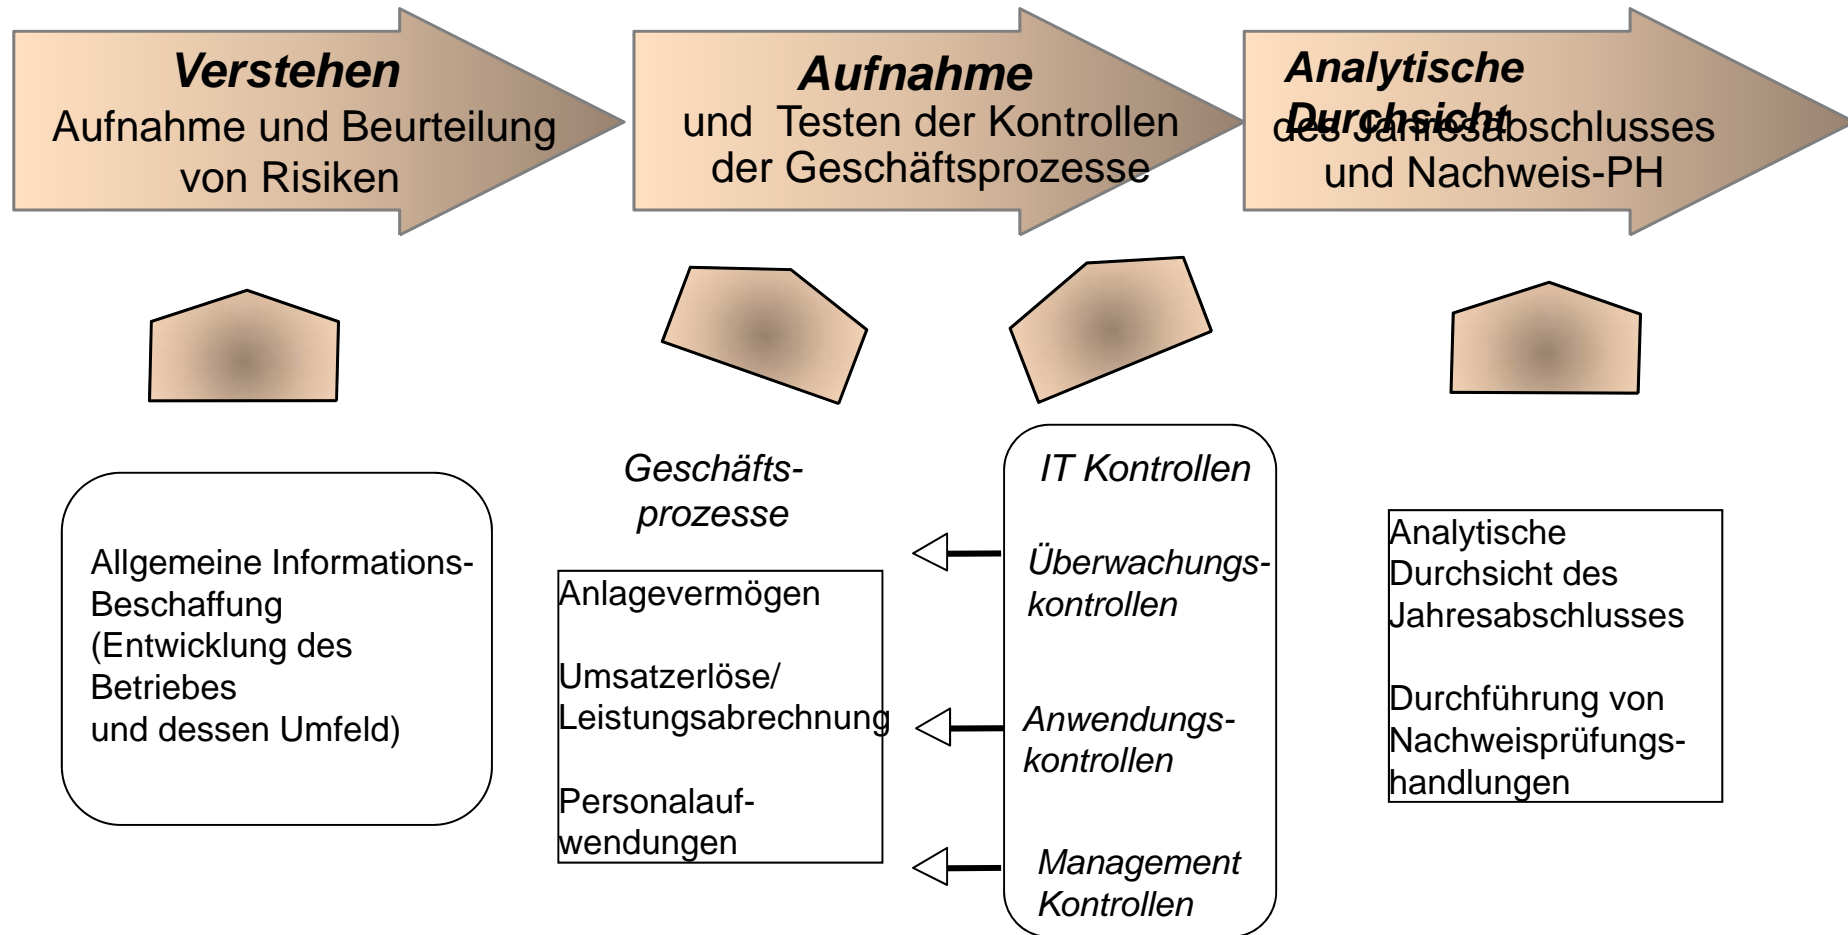 Verstehen
Aufnahme und Beurteilung
von Risiken
Aufnahme
und Testen der Kontrollen
der Geschäftsprozesse
Analytische
Durchsicht
des Jahresabschlusses
und Nachweis-PH
Allgemeine Informations-
Beschaffung
(Entwicklung des
Betriebes
und dessen Umfeld)
Geschäfts-
prozesse
Anlagevermögen
Umsatzerlöse/
Leistungsabrechnung
Personalauf-
wendungen
IT Kontrollen
Überwachungs-
kontrollen
Anwendungs-
kontrollen
Management
Kontrollen
Analytische
Durchsicht des
Jahresabschlusses
Durchführung von
Nachweisprüfungs-
handlungen